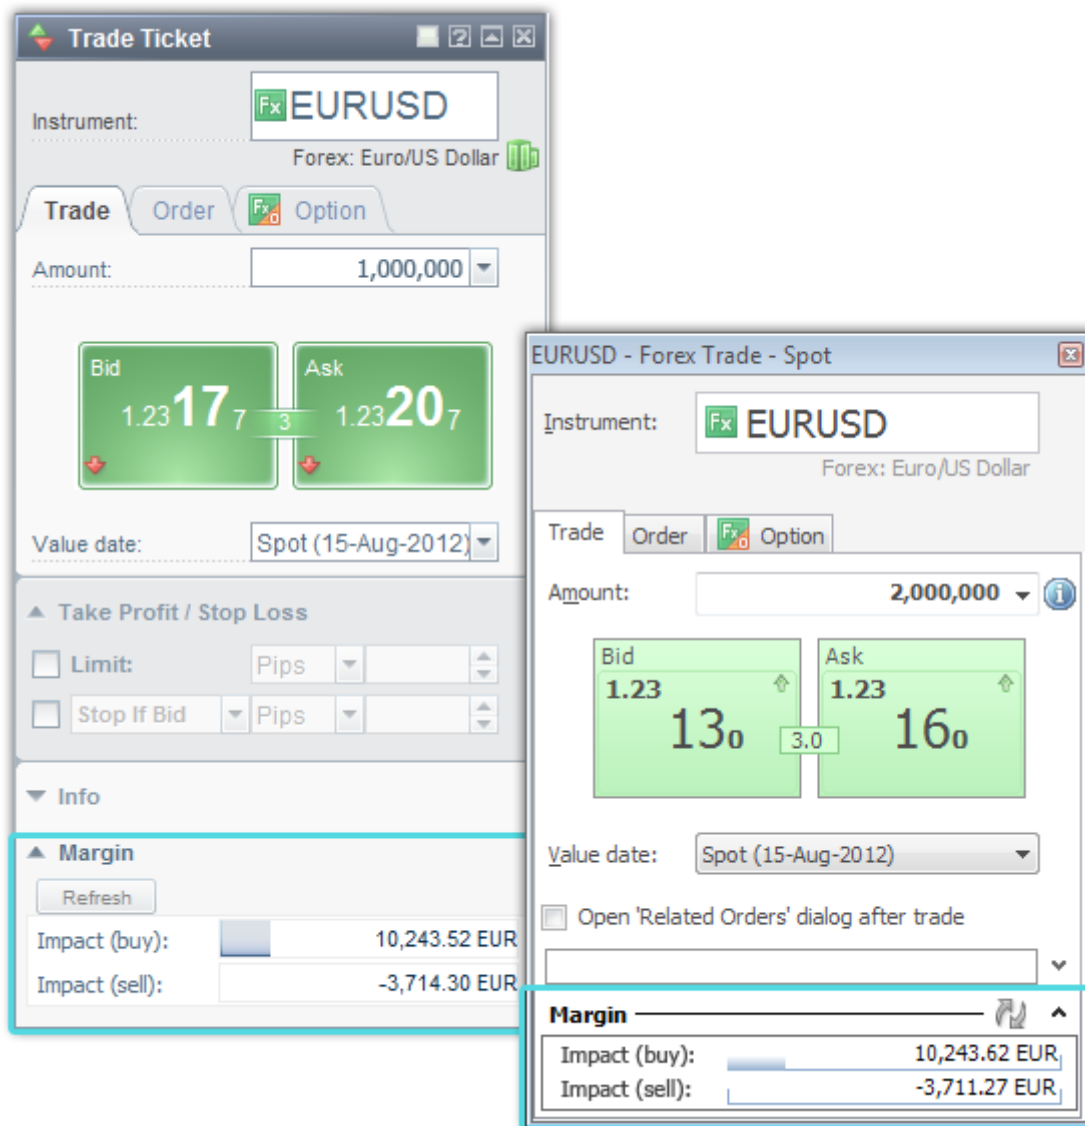 Trade Ticket
Instrument:
Fx EURUSD
Forex: Euro/US Dollar
Trade Order Fx O Option
Amount: 1,000,000
Bid Ask
1.23177 3 1.23207
Value date: Spot (15-Aug-2012)
Take Profit / Stop Loss
Limit: Pips
Stop If Bid Pips
Info
Margin
Refresh
Impact (buy): 10,243.52 EUR
Impact (sell): -3,714.30 EUR
EURUSD - Forex Trade - Spot
Instrument: Fx EURUSD
Forex: Euro/US Dollar
Trade Order Fx O Option
Amount: 2,000,000
Bid Ask
1.23 1.23
130 3.0 160
Value date: Spot (15-Aug-2012)
Open 'Related Orders' dialog after trade
Margin
Impact (buy): 10,243.62 EUR
Impact (sell): -3,711.27 EUR